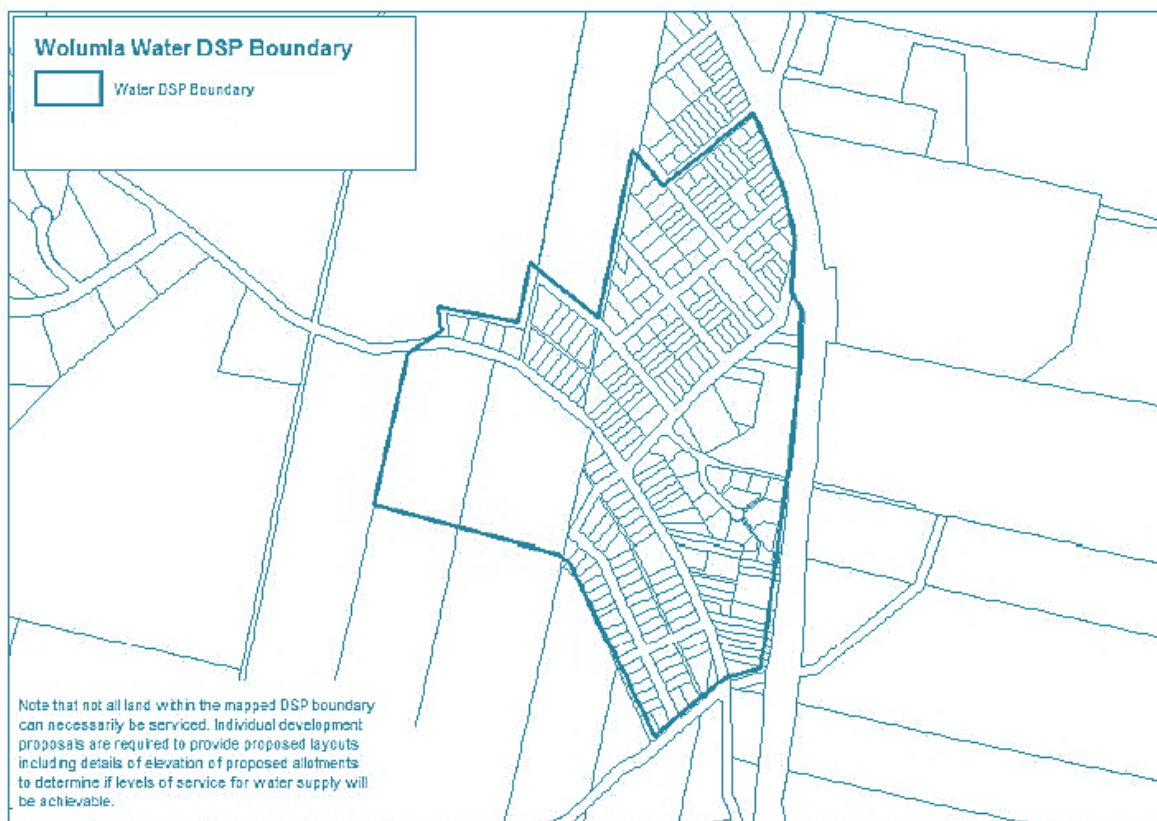 Wolumla Water DSP Boundary
Water DSP Boundary
Note that not all land within the mapped DSP boundary
can necessarily be serviced. Individual development
proposals are required to provide proposed layouts
including details of elevation of proposed allotments
to determine if levels of service for water supply will
be achievable.